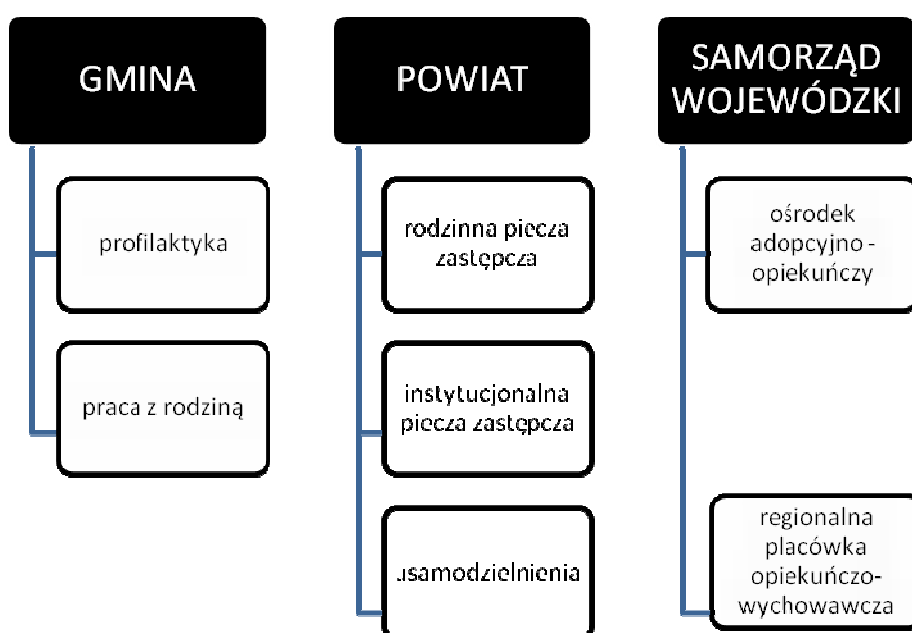 GMINA
profilaktyka
praca z rodziną
POWIAT
rodzinna piecza
zastępcza
instytucjonalna
piecza zastępcza
usamodzielnienia
SAMORZĄD
WOJEWÓDZKI
ośrodek
adopcyjno -
opiekuńczy
regionalna
placówka
opiekuńczo-
wychowawcza